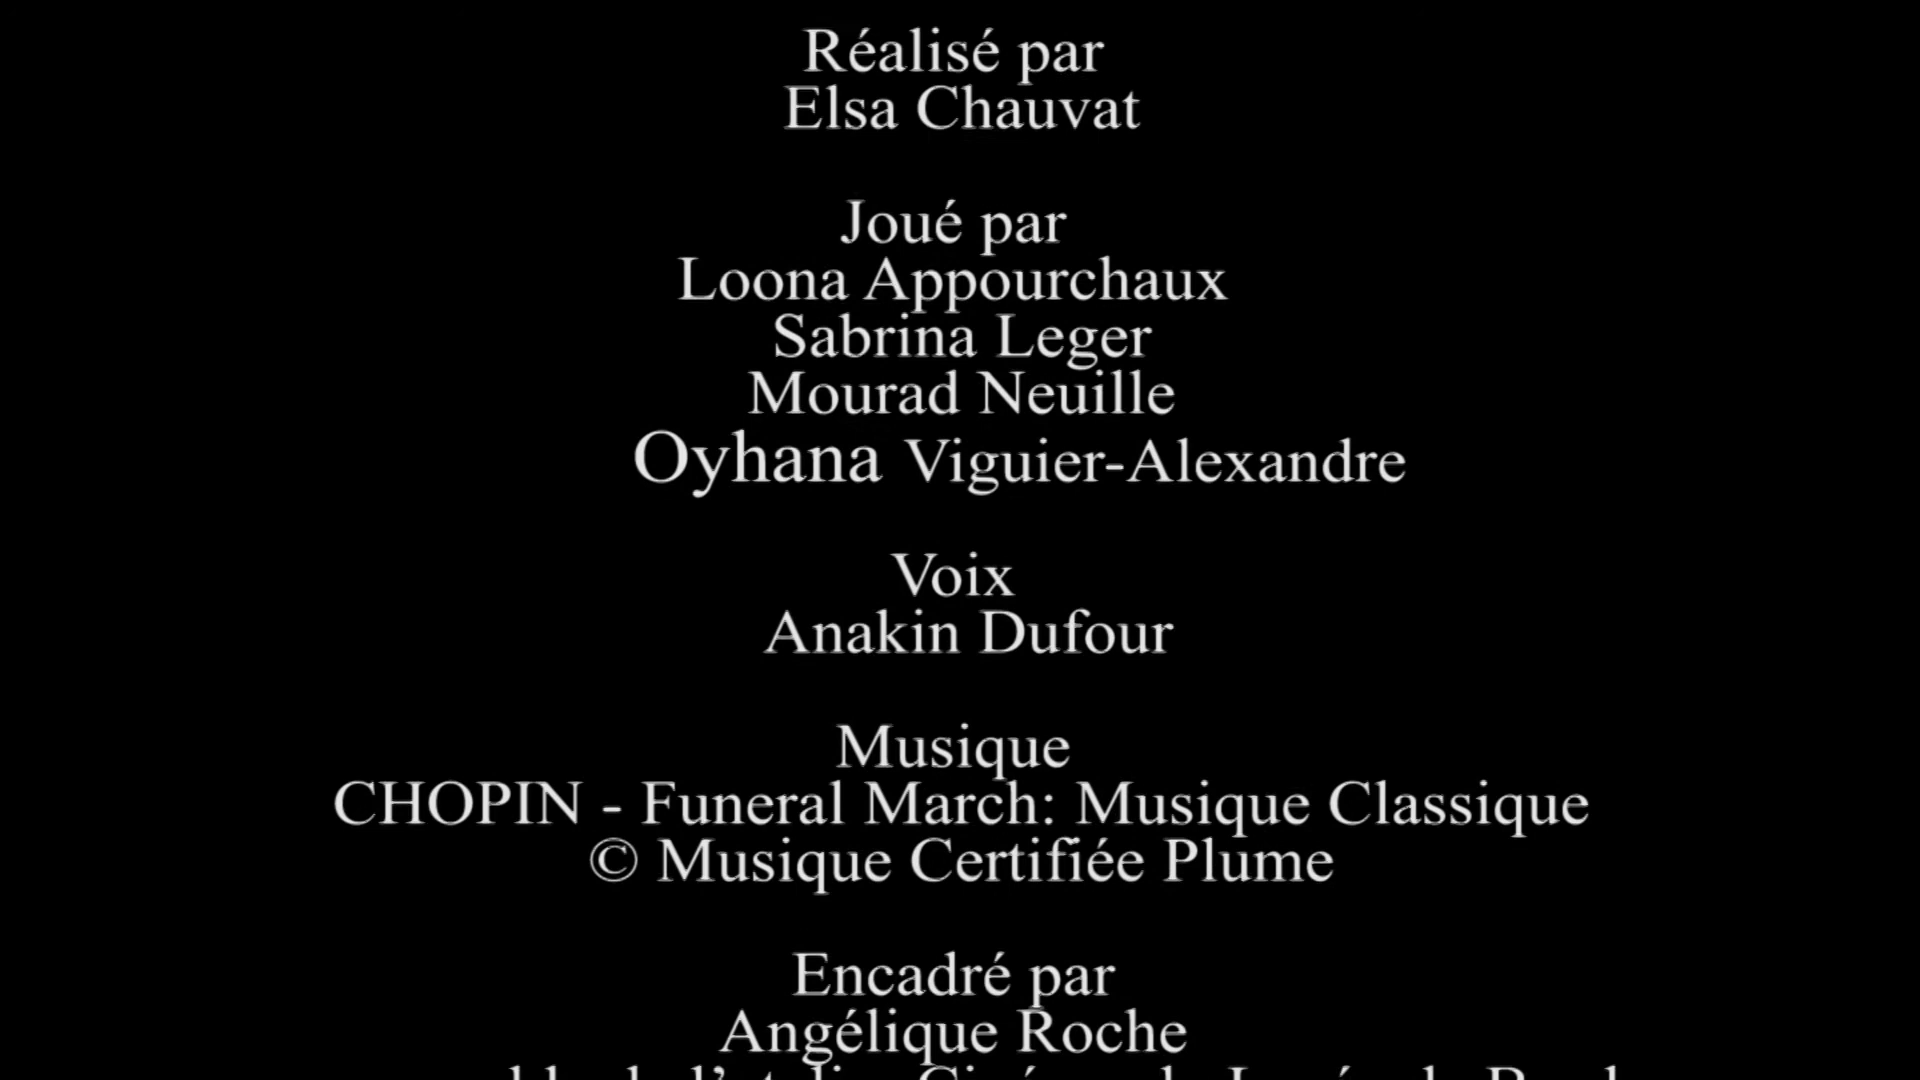 Réalisé par
Elsa Chauvat
Joué par
Loona Appourchaux
Sabrina Leger
Mourad Neuille
Oyhana Viguier-Alexandre
Voix
Anakin Dufour
Musique
CHOPIN - Funeral March: Musique Classique
© Musique Certifiée Plume
Encadré par
Angélique Roche